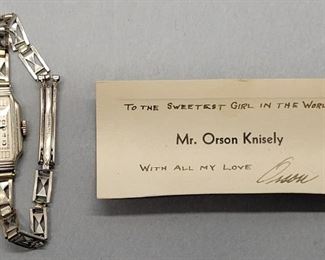 TO THE SWEETEST GIRL IN THE WORLD
Mr. Orson Knisely
WITH ALL MY LOVE Orson